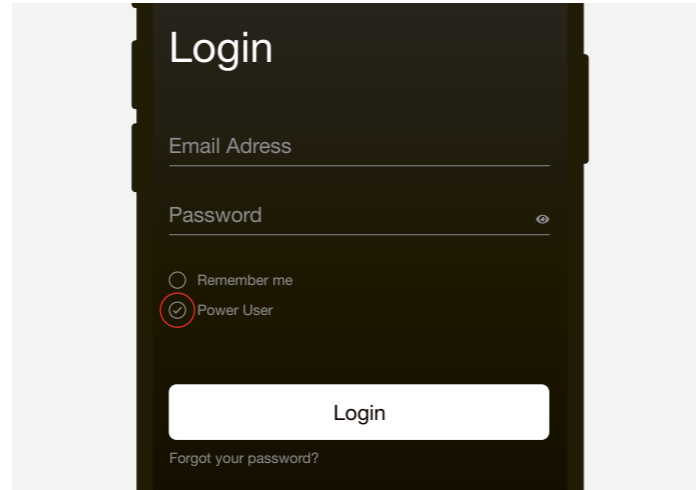 Login
Email Adress
Password
Remember me
Power User
Login
Forgot your password?